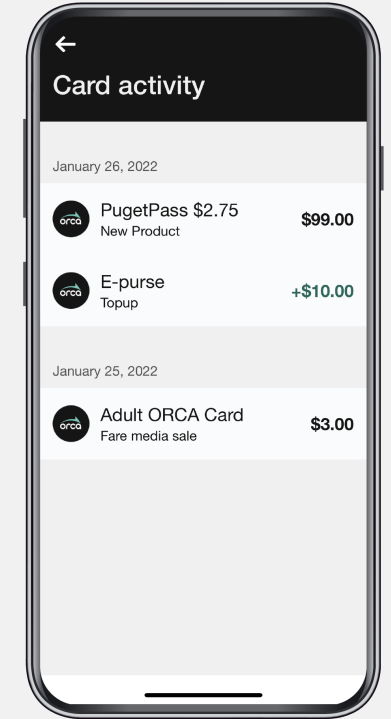 Card activity
January 26, 2022
orca
PugetPass $2.75
New Product
$99.00
orca
E-purse
Topup
+$10.00
January 25, 2022
orca
Adult ORCA Card
Fare media sale
$3.00